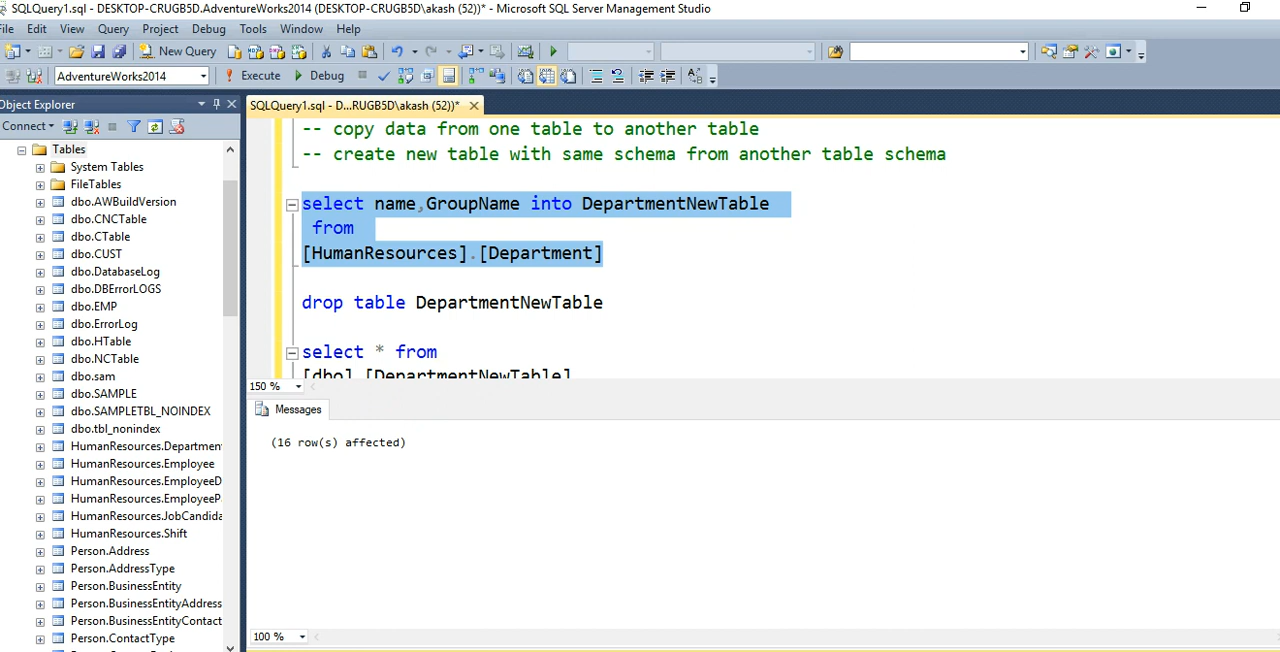 SQLQuery1.sql - DESKTOP-CRUGB5D.AdventureWorks2014 (DESKTOP-CRUGB5D\akash (52))* - Microsoft SQL Server Management Studio
File Edit View Query Project Debug Tools Window Help
New Query
AdventureWorks2014 Execute Debug
Object Explorer
SQLQuery1.sql - D...RUGB5D\akash (52))*
Connect
Tables
System Tables
FileTables
dbo.AWBuildVersion
dbo.CNCTable
dbo.CTable
dbo.CUST
dbo.DatabaseLog
dbo.DBErrorLOGS
dbo.EMP
dbo.ErrorLog
dbo.HTable
dbo.NCTable
dbo.sam
dbo.SAMPLE
dbo.SAMPLETBL_NOINDEX
dbo.tbl_nonindex
HumanResources.Departmen
HumanResources.Employee
HumanResources.EmployeeD
HumanResources.EmployeeP
HumanResources.JobCandida
HumanResources.Shift
Person.Address
Person.AddressType
Person.BusinessEntity
Person.BusinessEntityAddress
Person.BusinessEntityContact
Person.ContactType
-- copy data from one table to another table
-- create new table with same schema from another table schema
select name,GroupName into DepartmentNewTable
from
[HumanResources].[Department]
drop table DepartmentNewTable
select * from
[dbo].[DepartmentNewTable]
150 %
Messages
(16 row(s) affected)
100 %